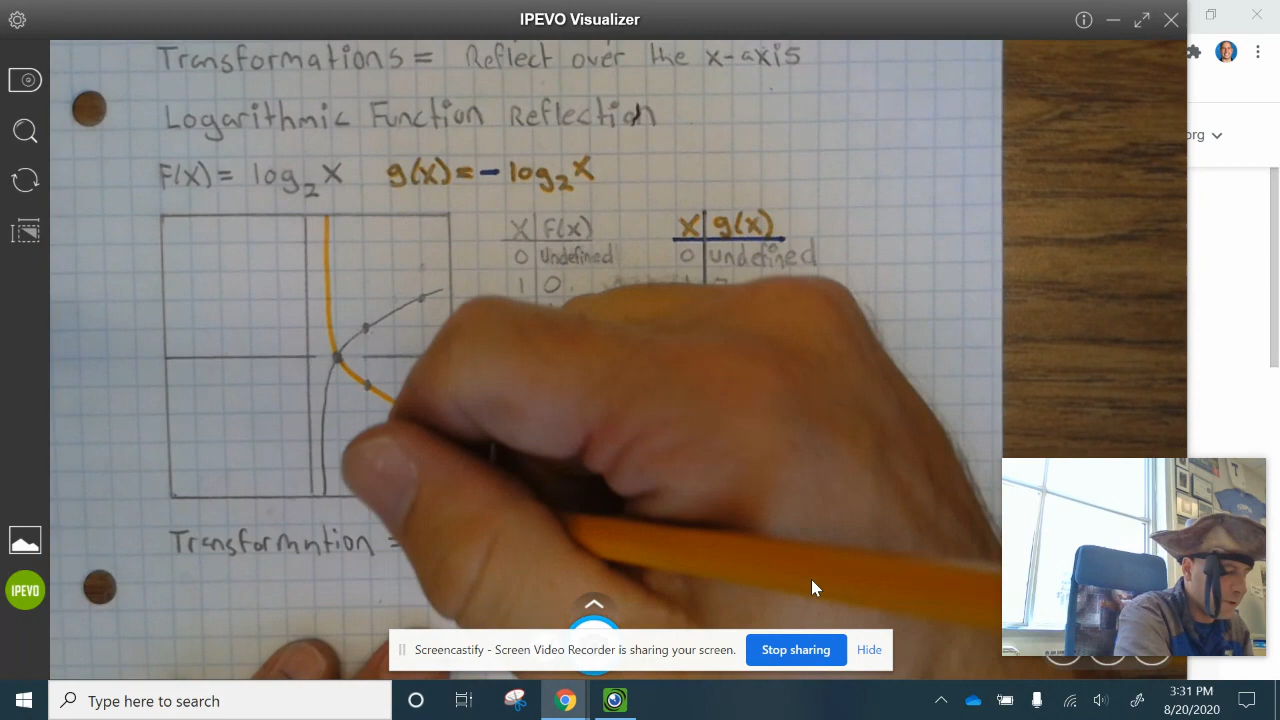 IPEVO Visualizer
Transformations = Reflect over the x-axis
Logarithmic Function Reflection
F(X) = log₂ X g(x) = - log₂ X
X F(X)
0 Undefined
1 0
X g(x)
0 undefined
Transformation =
org
IPEVO
Screencastify - Screen Video Recorder is sharing your screen.
Stop sharing
Hide
Type here to search
3:31 PM
8/20/2020